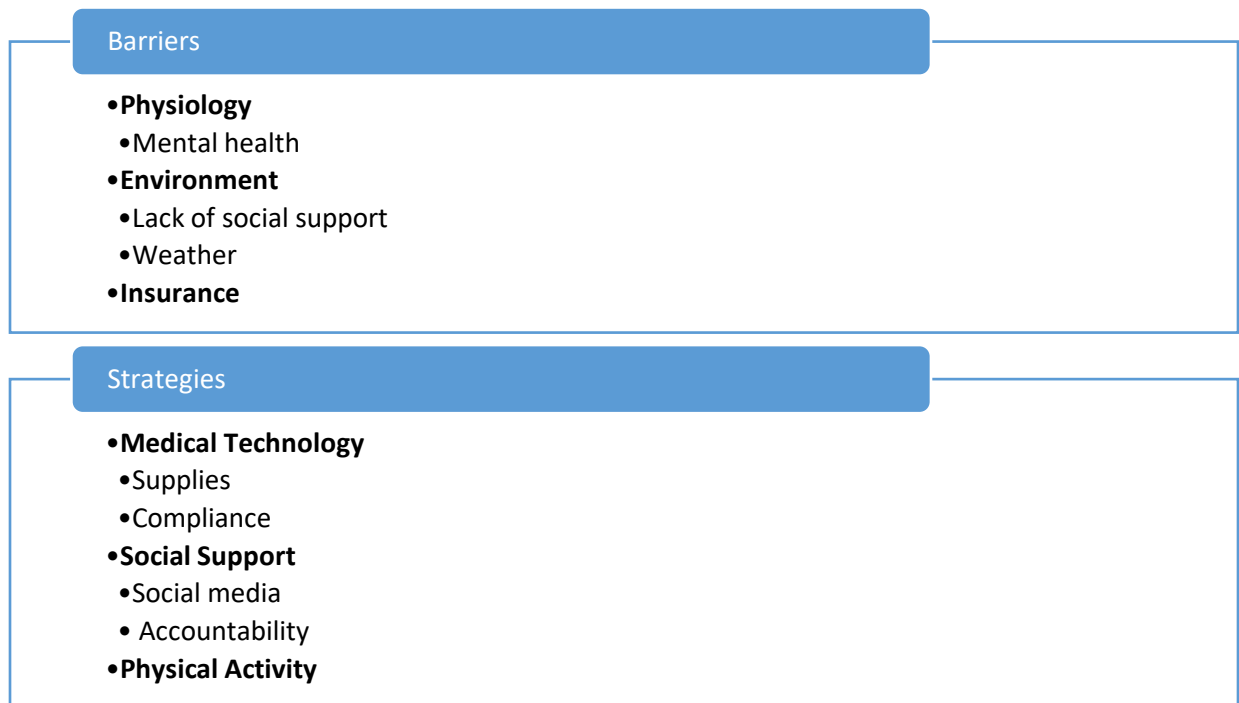 Barriers
•Physiology
•Mental health
•Environment
•Lack of social support
•Weather
•Insurance
Strategies
•Medical Technology
•Supplies
•Compliance
•Social Support
•Social media
• Accountability
•Physical Activity